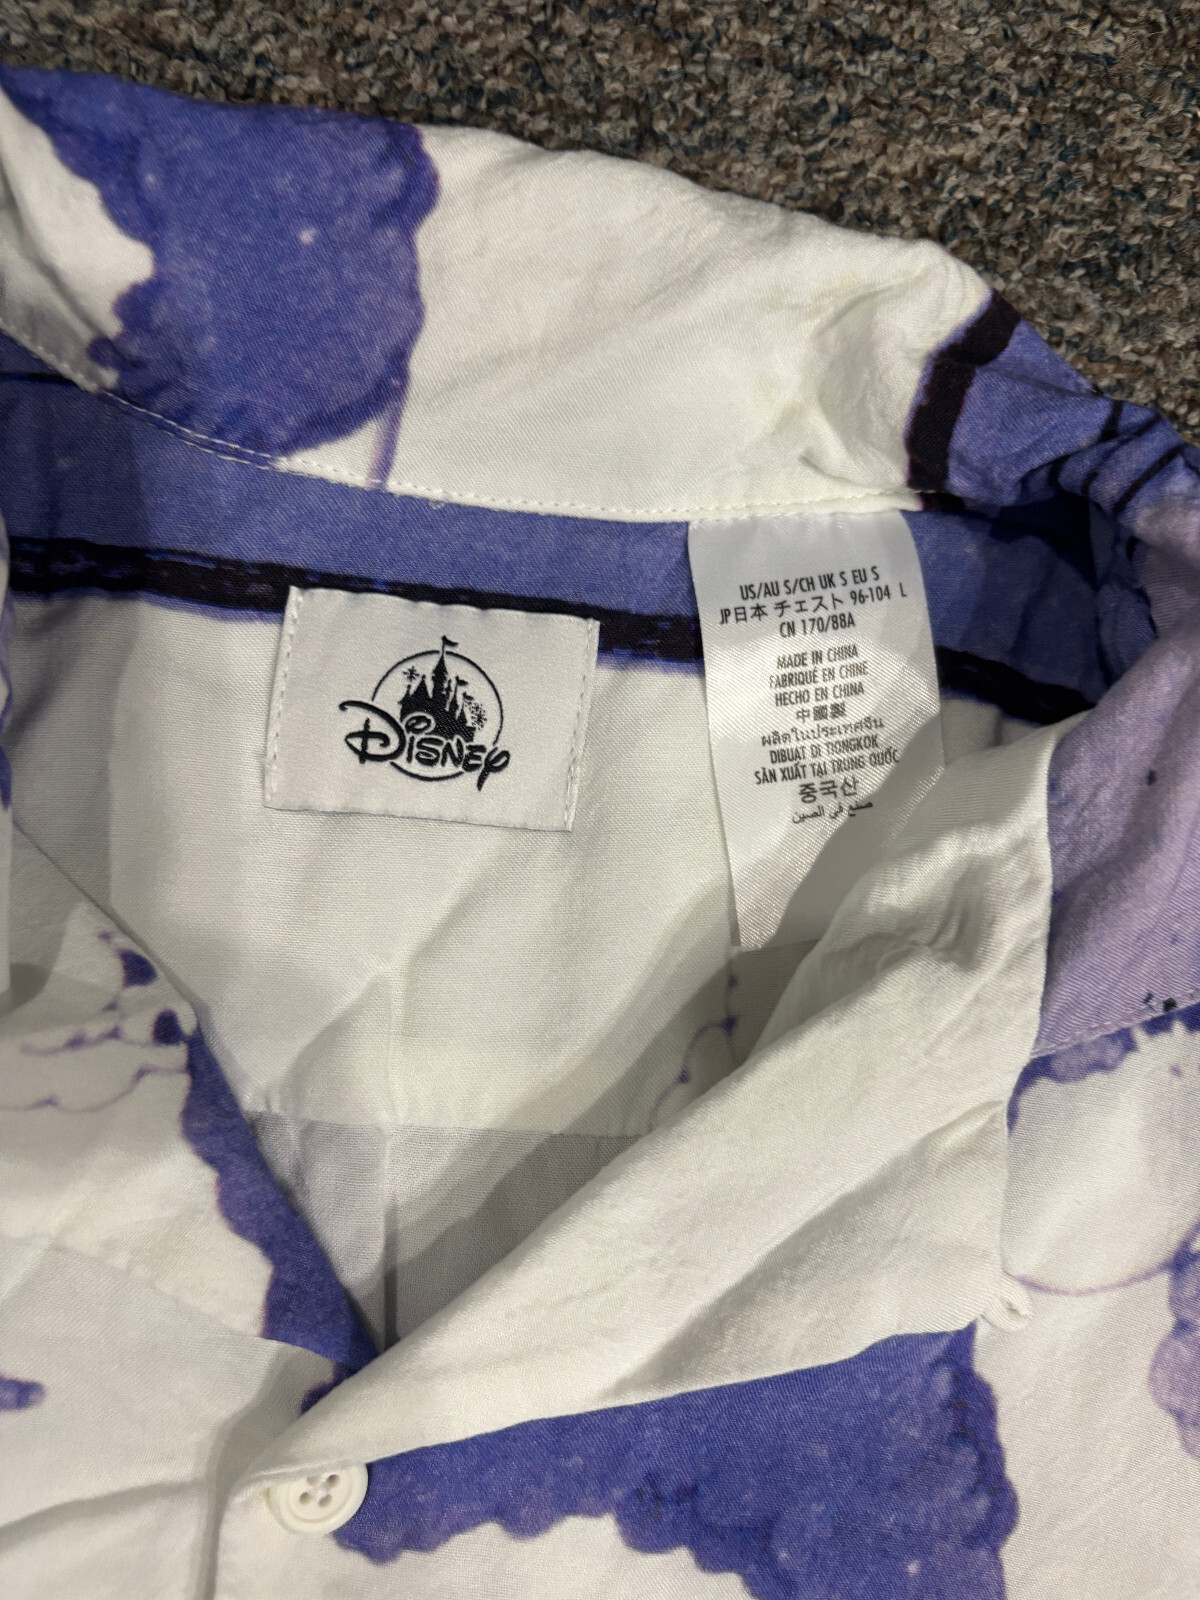 DISNEY
US/AU S/CH UK S EU S
JP日本 チェスト 96-104 L
CN 170/88A
MADE IN CHINA
FABRIQUÉ EN CHINE
HECHO EN CHINA
中國製
ผลิตในประเทศจีน
DIBUAT DI TIONGKOK
SẢN XUẤT TẠI TRUNG QUỐC
중국산
صنع في الصين